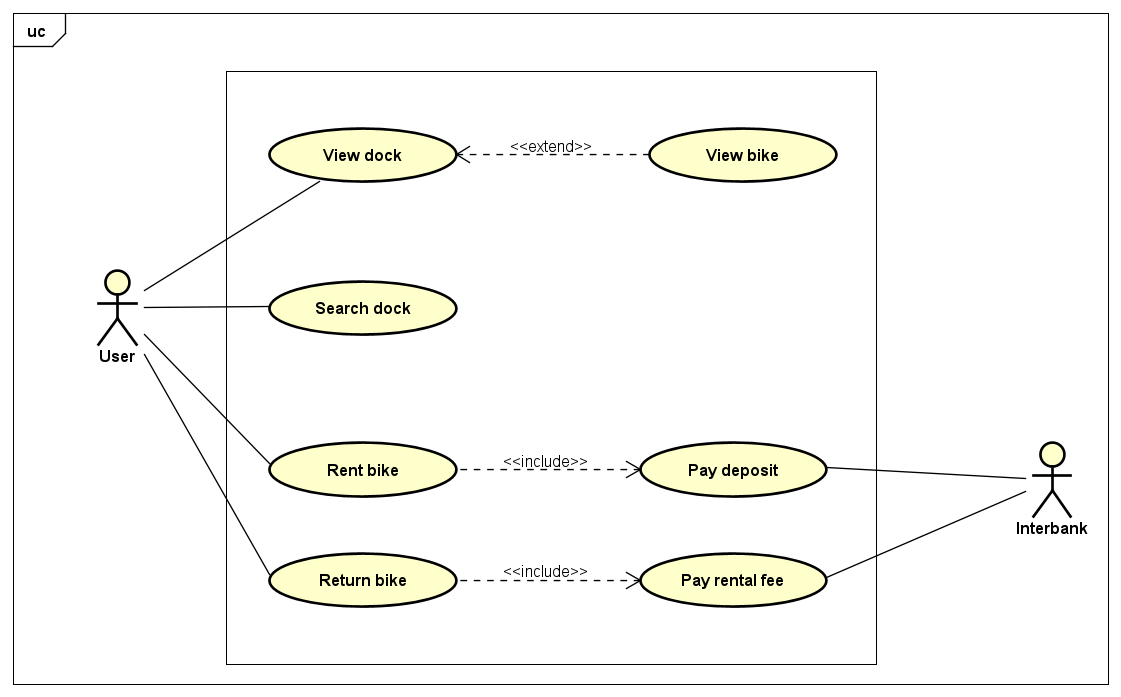 uc
View dock
<<extend>>
View bike
Search dock
User
Rent bike
<<include>>
Pay deposit
Interbank
Return bike
<<include>>
Pay rental fee